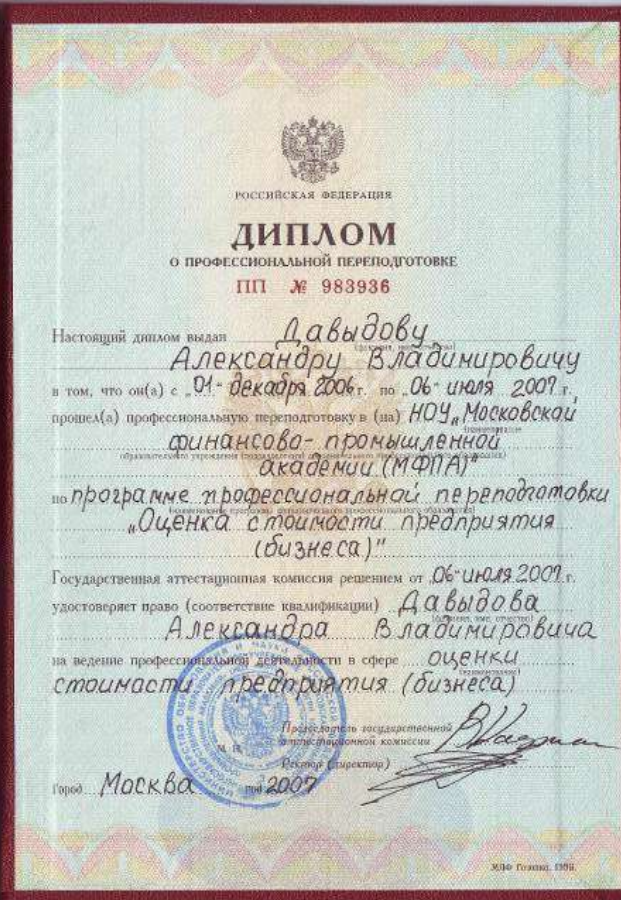 РОССИЙСКАЯ ФЕДЕРАЦИЯ
ДИПЛОМ
О ПРОФЕССИОНАЛЬНОЙ ПЕРЕПОДГОТОВКЕ
ПП № 983936
Настоящий диплом выдан Давыдову
Александру Владимировичу
в том, что он(а) с „01" декабря 2006 г. по „06" июля 2007 г.
прошел(а) профессиональную переподготовку в (на) НОУ „Московской
финансово-промышленной
академии (МФПА)"
по программе профессиональной переподготовки
„Оценка стоимости предприятия
(бизнеса)"
Государственная аттестационная комиссия решением от „06" июля 2007 г.
удостоверяет право (соответствие квалификации) Давыдова
Александра Владимировича
на ведение профессиональной деятельности в сфере оценки
стоимости предприятия (бизнеса)
Председатель государственной
аттестационной комиссии
М. П.
Ректор (директор)
Город Москва год 2007